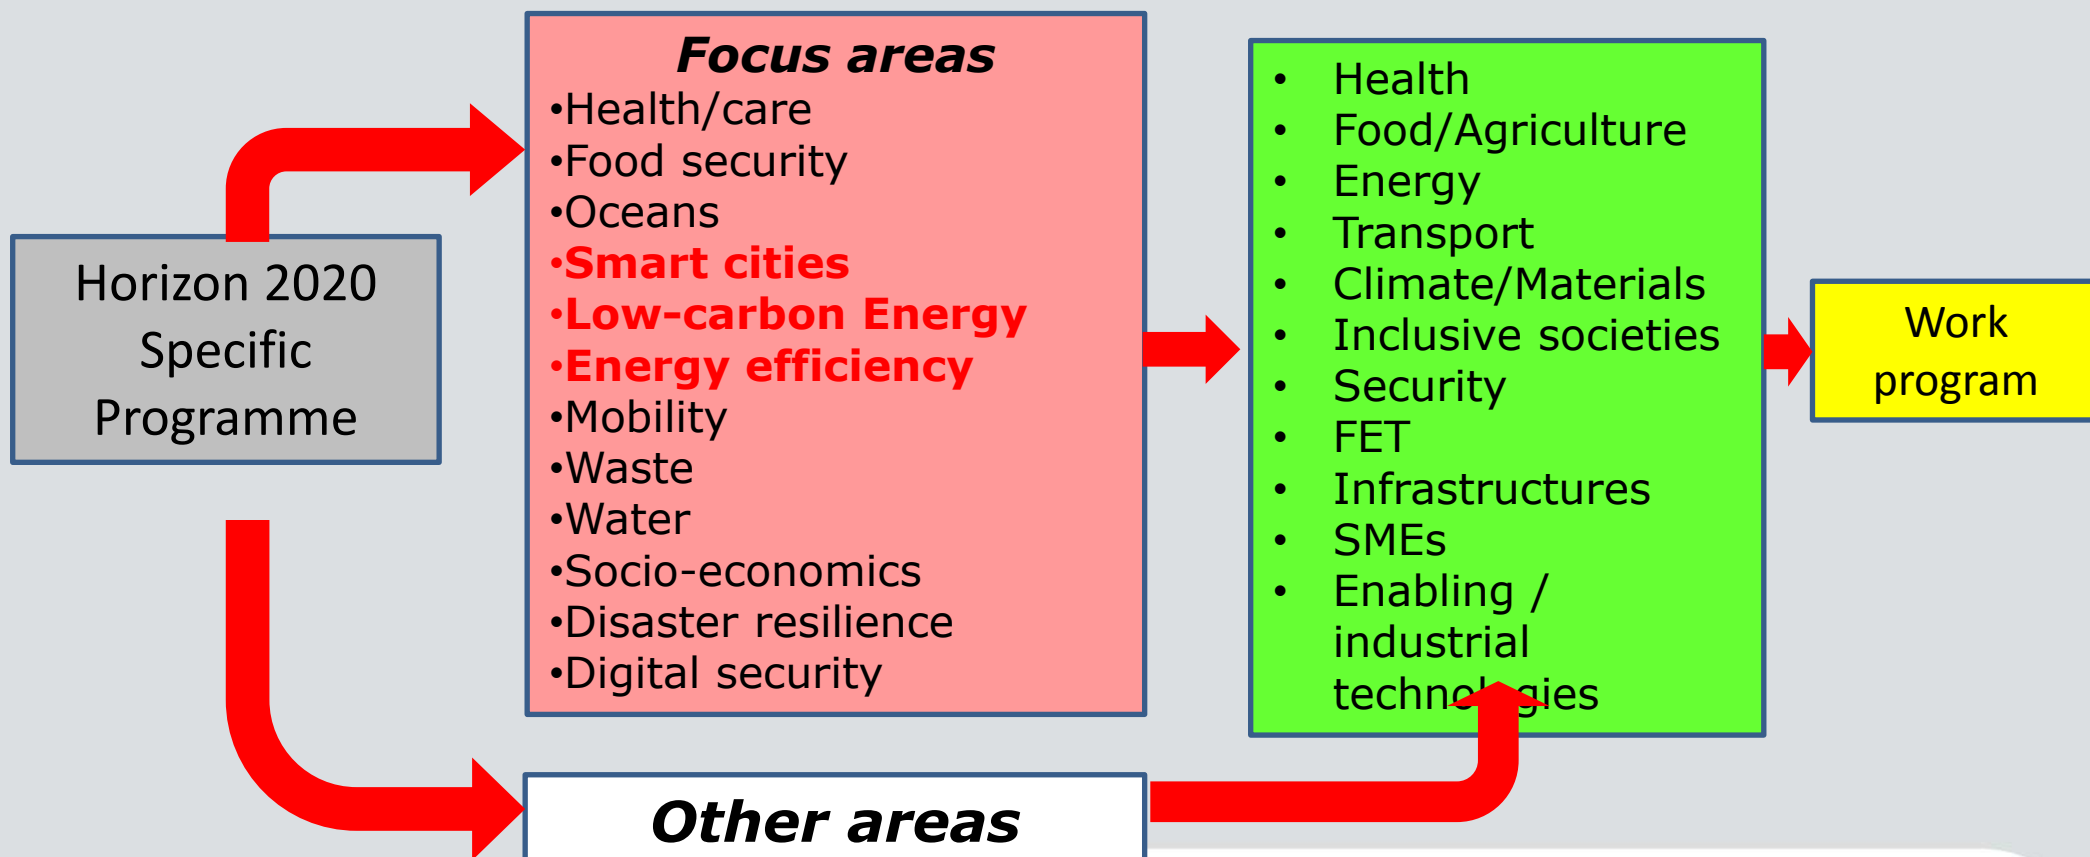 Horizon 2020
Specific
Programme
Focus areas
•Health/care
•Food security
•Oceans
•Smart cities
•Low-carbon Energy
•Energy efficiency
•Mobility
•Waste
•Water
•Socio-economics
•Disaster resilience
•Digital security
Other areas
• Health
• Food/Agriculture
• Energy
• Transport
• Climate/Materials
• Inclusive societies
• Security
• FET
• Infrastructures
• SMEs
• Enabling /
industrial
technologies
Work
program